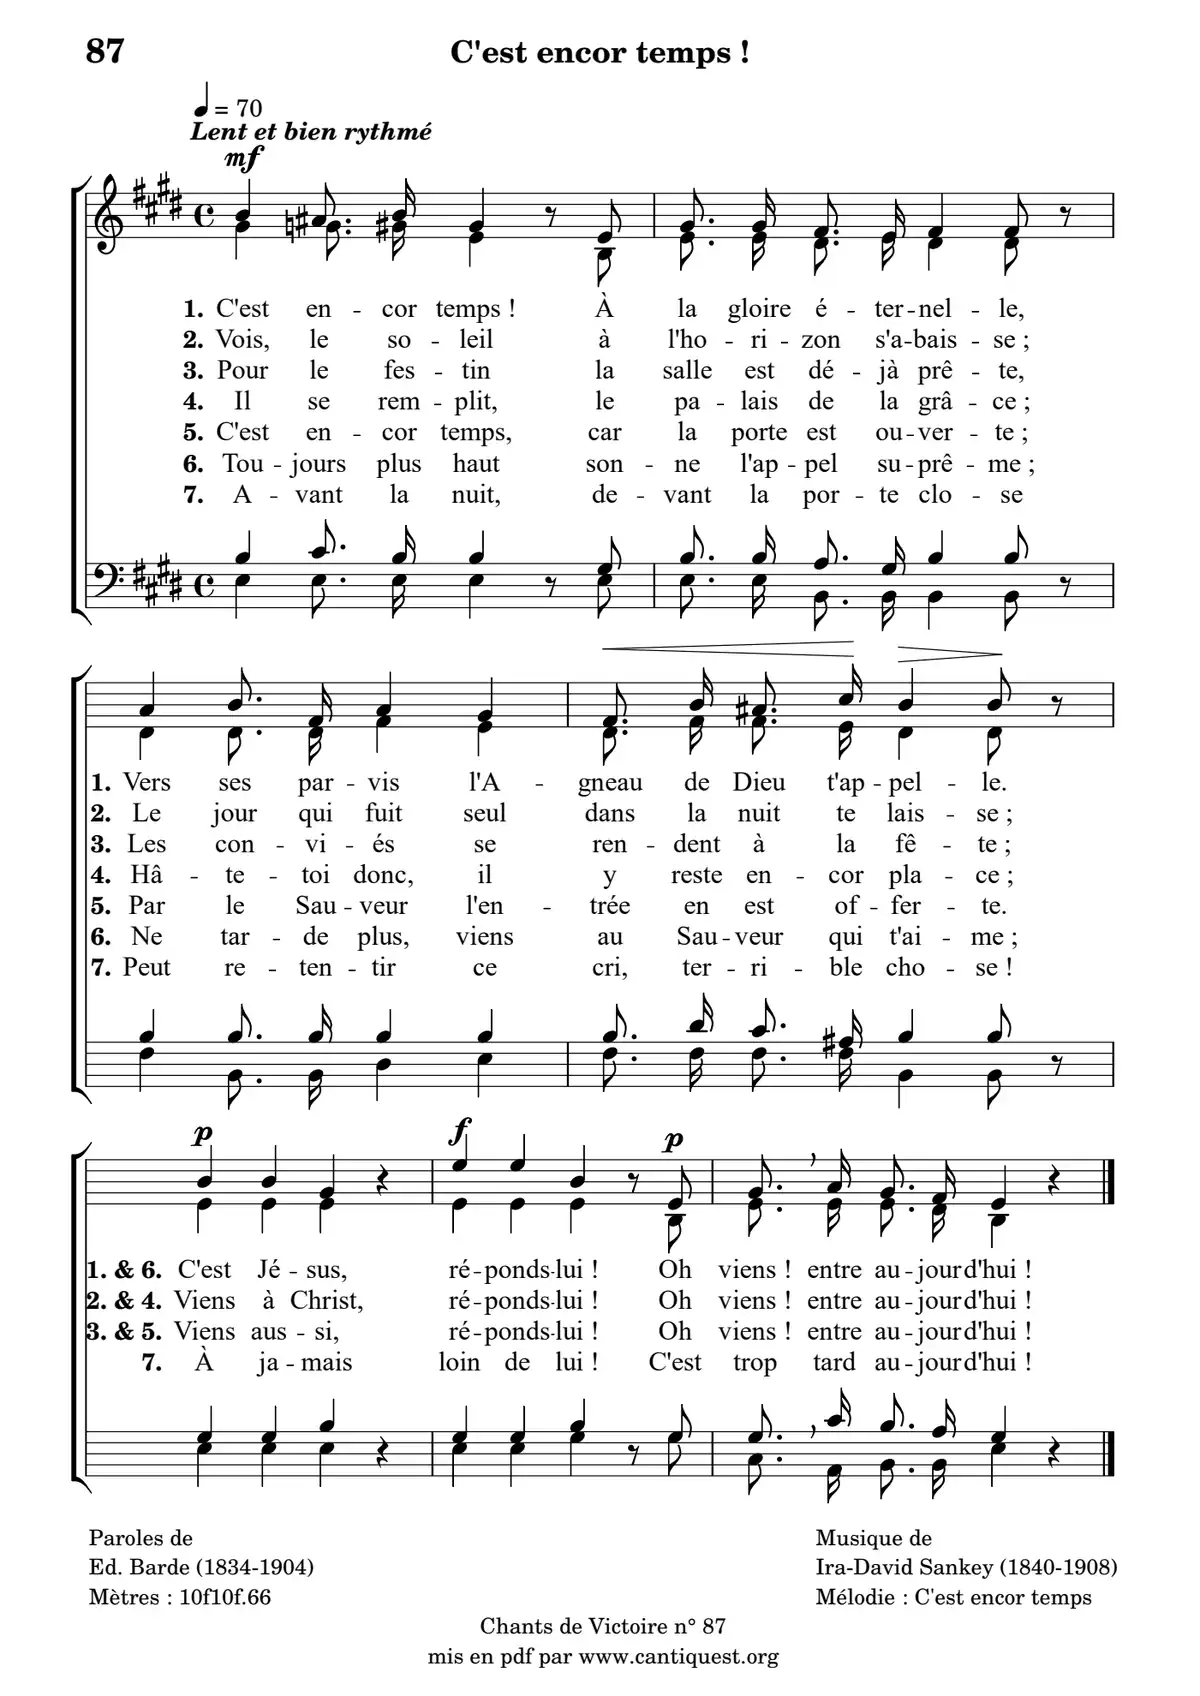 87 C'est encor temps !
= 70
Lent et bien rythmé
mf
1. C'est en - cor temps ! À la gloire é - ter - nel - le,
2. Vois, le so - leil à l'ho - ri - zon s'a - bais - se ;
3. Pour le fes - tin la salle est dé - jà prê - te,
4. Il se rem - plit, le pa - lais de la grâ - ce ;
5. C'est en - cor temps, car la porte est ou - ver - te ;
6. Tou - jours plus haut son - ne l'ap - pel su - prê - me ;
7. A - vant la nuit, de - vant la por - te clo - se
1. Vers ses par - vis l'A - gneau de Dieu t'ap - pel - le.
2. Le jour qui fuit seul dans la nuit te lais - se ;
3. Les con - vi - és se ren - dent à la fê - te ;
4. Hâ - te - toi donc, il y reste en - cor pla - ce ;
5. Par le Sau - veur l'en - trée en est of - fer - te.
6. Ne tar - de plus, viens au Sau - veur qui t'ai - me ;
7. Peut re - ten - tir ce cri, ter - ri - ble cho - se !
p f p
1. & 6. C'est Jé - sus, ré - ponds - lui ! Oh viens ! entre au - jourd'hui !
2. & 4. Viens à Christ, ré - ponds - lui ! Oh viens ! entre au - jourd'hui !
3. & 5. Viens aus - si, ré - ponds - lui ! Oh viens ! entre au - jourd'hui !
7. À ja - mais loin de lui ! C'est trop tard au - jourd'hui !
Paroles de
Ed. Barde (1834-1904)
Mètres : 10f10f.66
Musique de
Ira-David Sankey (1840-1908)
Mélodie : C'est encor temps
Chants de Victoire n° 87
mis en pdf par www.cantiquest.org